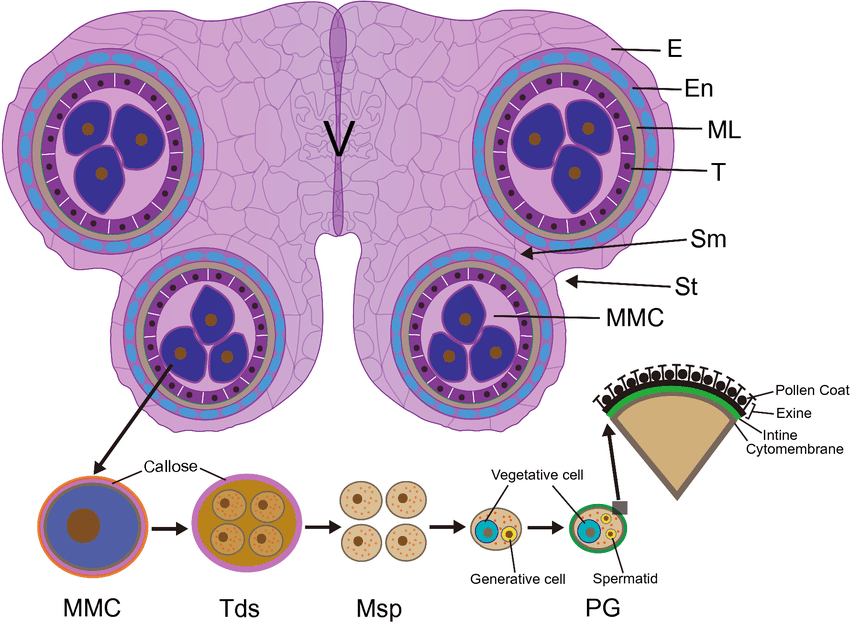 E
En
V
ML
T
Sm
St
MMC
Pollen Coat
Exine
Intine
Cytomembrane
Callose
Vegetative cell
Generative cell
Spermatid
MMC
Tds
Msp
PG